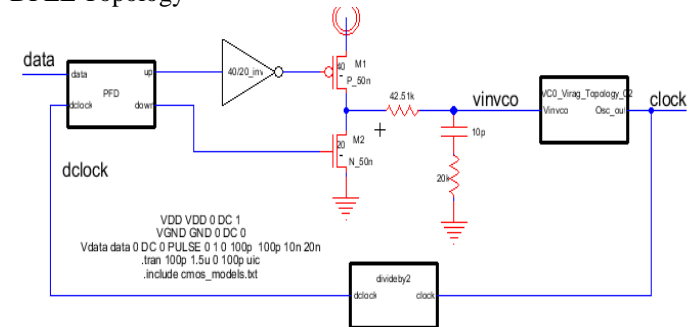 DPLL Topology
data
data
up
PFD
dclock
down
40/20_inv
40
M1
P_50n
20
M2
N_50n
42.51k
+
vinvco
10p
20k
VCO_Virag_Topology_02
Vinvco
Osc_out
clock
dclock
VDD VDD 0 DC 1
VGND GND 0 DC 0
Vdata data 0 DC 0 PULSE 0 1 0 100p 100p 10n 20n
.tran 100p 1.5u 0 100p uic
.include cmos_models.txt
divideby2
dclock
clock